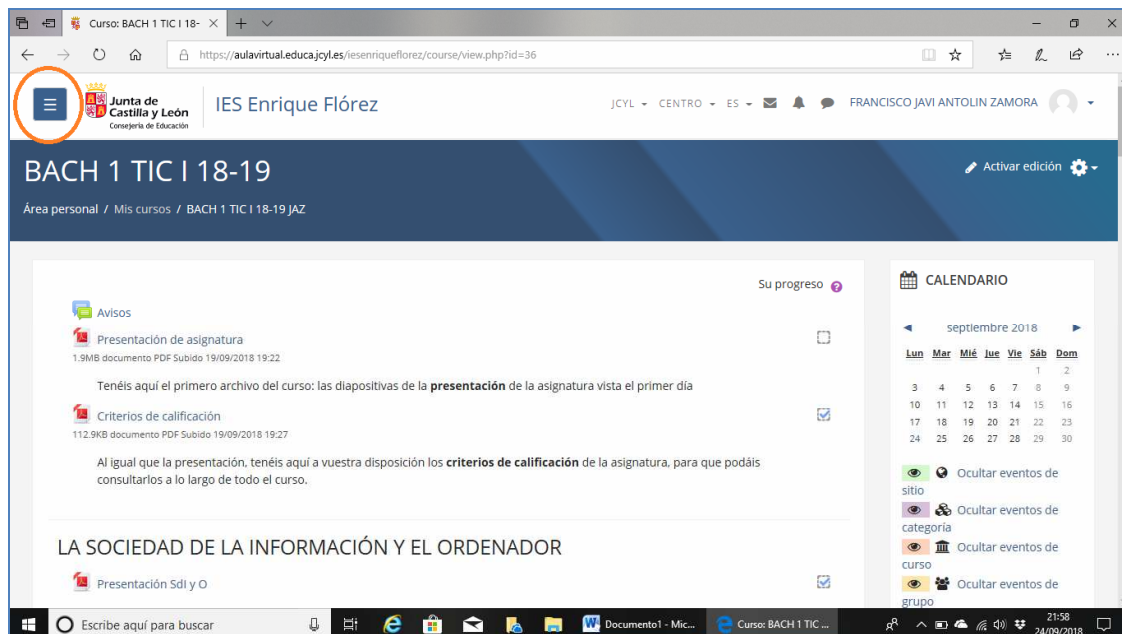 Curso: BACH 1 TIC I 18-
https://aulavirtual.educa.jcyl.es/iesenriqueflorez/course/view.php?id=36
Junta de
Castilla y León
Consejería de Educación
IES Enrique Flórez
JCYL CENTRO ES FRANCISCO JAVI ANTOLIN ZAMORA
BACH 1 TIC I 18-19
Activar edición
Área personal / Mis cursos / BACH 1 TIC I 18-19 JAZ
Su progreso
Avisos
Presentación de asignatura
1.9MB documento PDF Subido 19/09/2018 19:22
Tenéis aquí el primero archivo del curso: las diapositivas de la presentación de la asignatura vista el primer día
Criterios de calificación
112.9KB documento PDF Subido 19/09/2018 19:27
Al igual que la presentación, tenéis aquí a vuestra disposición los criterios de calificación de la asignatura, para que podáis
consultarlos a lo largo de todo el curso.
LA SOCIEDAD DE LA INFORMACIÓN Y EL ORDENADOR
Presentación SdI y O
CALENDARIO
septiembre 2018
Lun Mar Mié Jue Vie Sáb Dom
1 2
3 4 5 6 7 8 9
10 11 12 13 14 15 16
17 18 19 20 21 22 23
24 25 26 27 28 29 30
Ocultar eventos de
sitio
Ocultar eventos de
categoría
Ocultar eventos de
curso
Ocultar eventos de
grupo
Escribe aquí para buscar
Documento1 - Mic...
Curso: BACH 1 TIC ...
21:58
24/09/2018